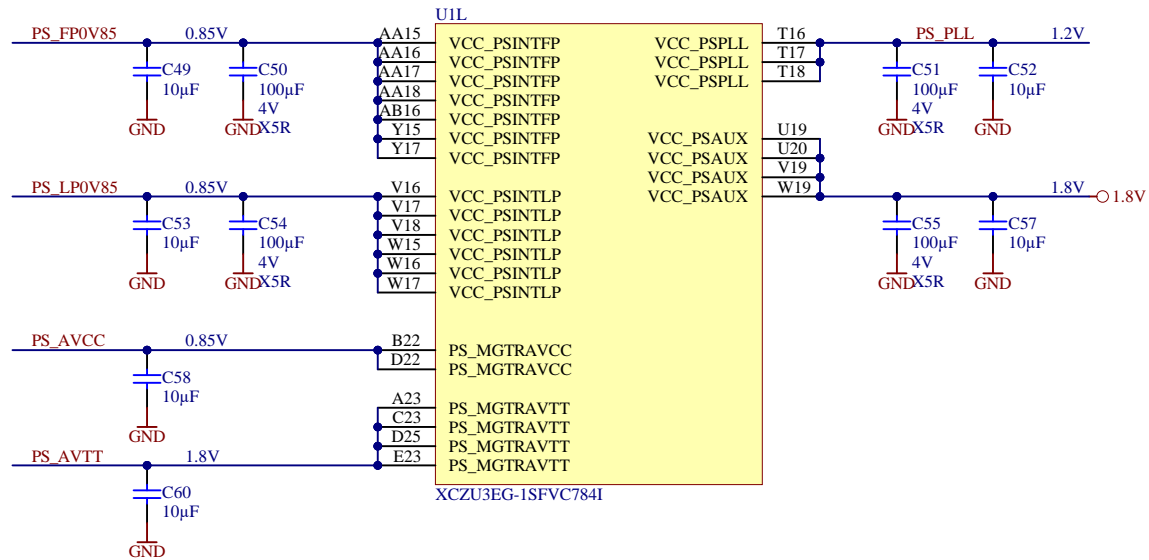 U1L
PS_FP0V85 0.85V
C49
10µF
GND
C50
100µF
4V
X5R
GND
AA15 VCC_PSINTFP
AA16 VCC_PSINTFP
AA17 VCC_PSINTFP
AA18 VCC_PSINTFP
AB16 VCC_PSINTFP
Y15 VCC_PSINTFP
Y17 VCC_PSINTFP
VCC_PSPLL T16
VCC_PSPLL T17
VCC_PSPLL T18
PS_PLL 1.2V
C51
100µF
4V
X5R
GND
C52
10µF
GND
PS_LP0V85 0.85V
C53
10µF
GND
C54
100µF
4V
X5R
GND
V16 VCC_PSINTLP
V17 VCC_PSINTLP
V18 VCC_PSINTLP
W15 VCC_PSINTLP
W16 VCC_PSINTLP
W17 VCC_PSINTLP
VCC_PSAUX U19
VCC_PSAUX U20
VCC_PSAUX V19
VCC_PSAUX W19
1.8V 1.8V
C55
100µF
4V
X5R
GND
C57
10µF
GND
PS_AVCC 0.85V
C58
10µF
GND
B22 PS_MGTRAVCC
D22 PS_MGTRAVCC
A23 PS_MGTRAVTT
C23 PS_MGTRAVTT
D25 PS_MGTRAVTT
E23 PS_MGTRAVTT
PS_AVTT 1.8V
C60
10µF
GND
XCZU3EG-1SFVC784I